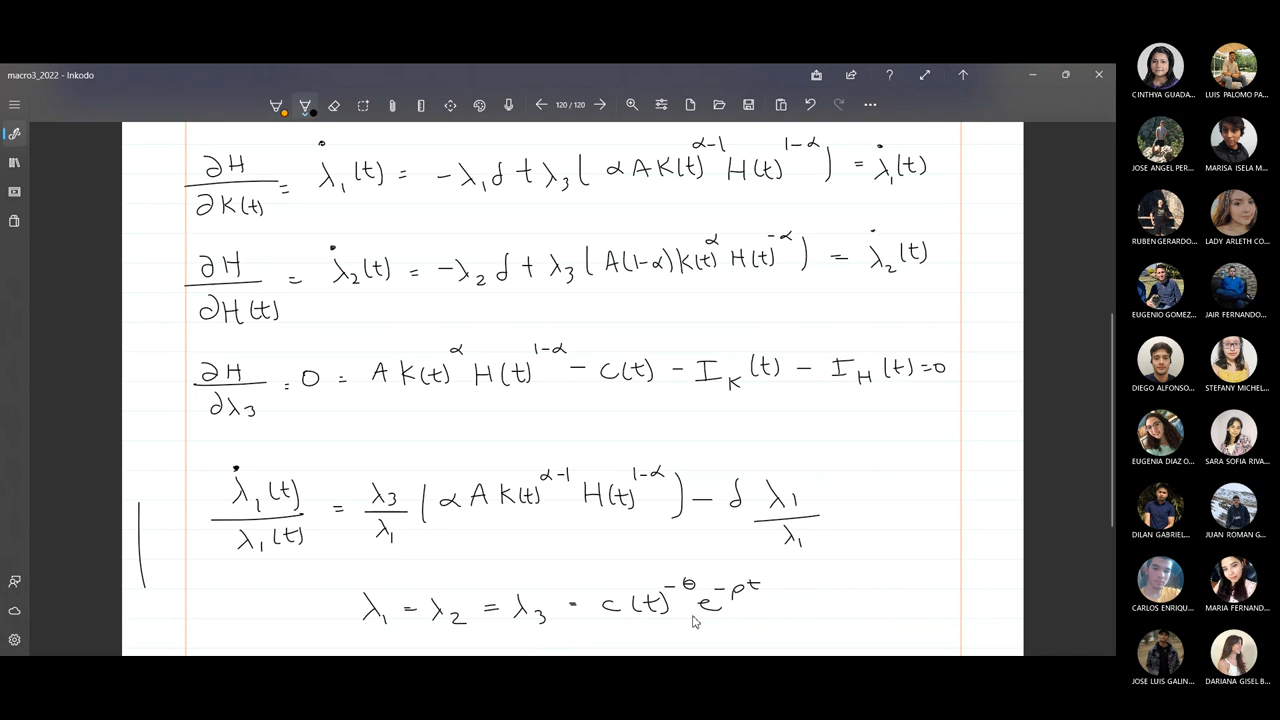 macro3_2022 - Inkodo
120 / 120
∂H/∂K(t) = λ̇₁(t) = -λ₁δ + λ₃(αAK(t)^{α-1} H(t)^{1-α}) = λ̇₁(t)
∂H/∂H(t) = λ̇₂(t) = -λ₂δ + λ₃(A(1-α)K(t)^α H(t)^{-α}) = λ̇₂(t)
∂H/∂λ₃ = 0 = AK(t)^α H(t)^{1-α} - C(t) - I_K(t) - I_H(t) = 0
λ̇₁(t)/λ₁(t) = λ₃/λ₁ (αAK(t)^{α-1} H(t)^{1-α}) - δ λ₁/λ₁
λ₁ = λ₂ = λ₃ = c(t)^{-θ} e^{-ρt}
CINTHYA GUADA...
LUIS PALOMO PA...
JOSE ANGEL PER...
MARISA ISELA M...
RUBEN GERARDO...
LADY ARLETH CO...
EUGENIO GOMEZ...
JAIR FERNANDO...
DIEGO ALFONSO...
STEFANY MICHEL...
EUGENIA DIAZ O...
SARA SOFIA RIVA...
DILAN GABRIEL...
JUAN ROMAN G...
CARLOS ENRIQU...
MARIA FERNAND...
JOSE LUIS GALIN...
DARIANA GISEL B...